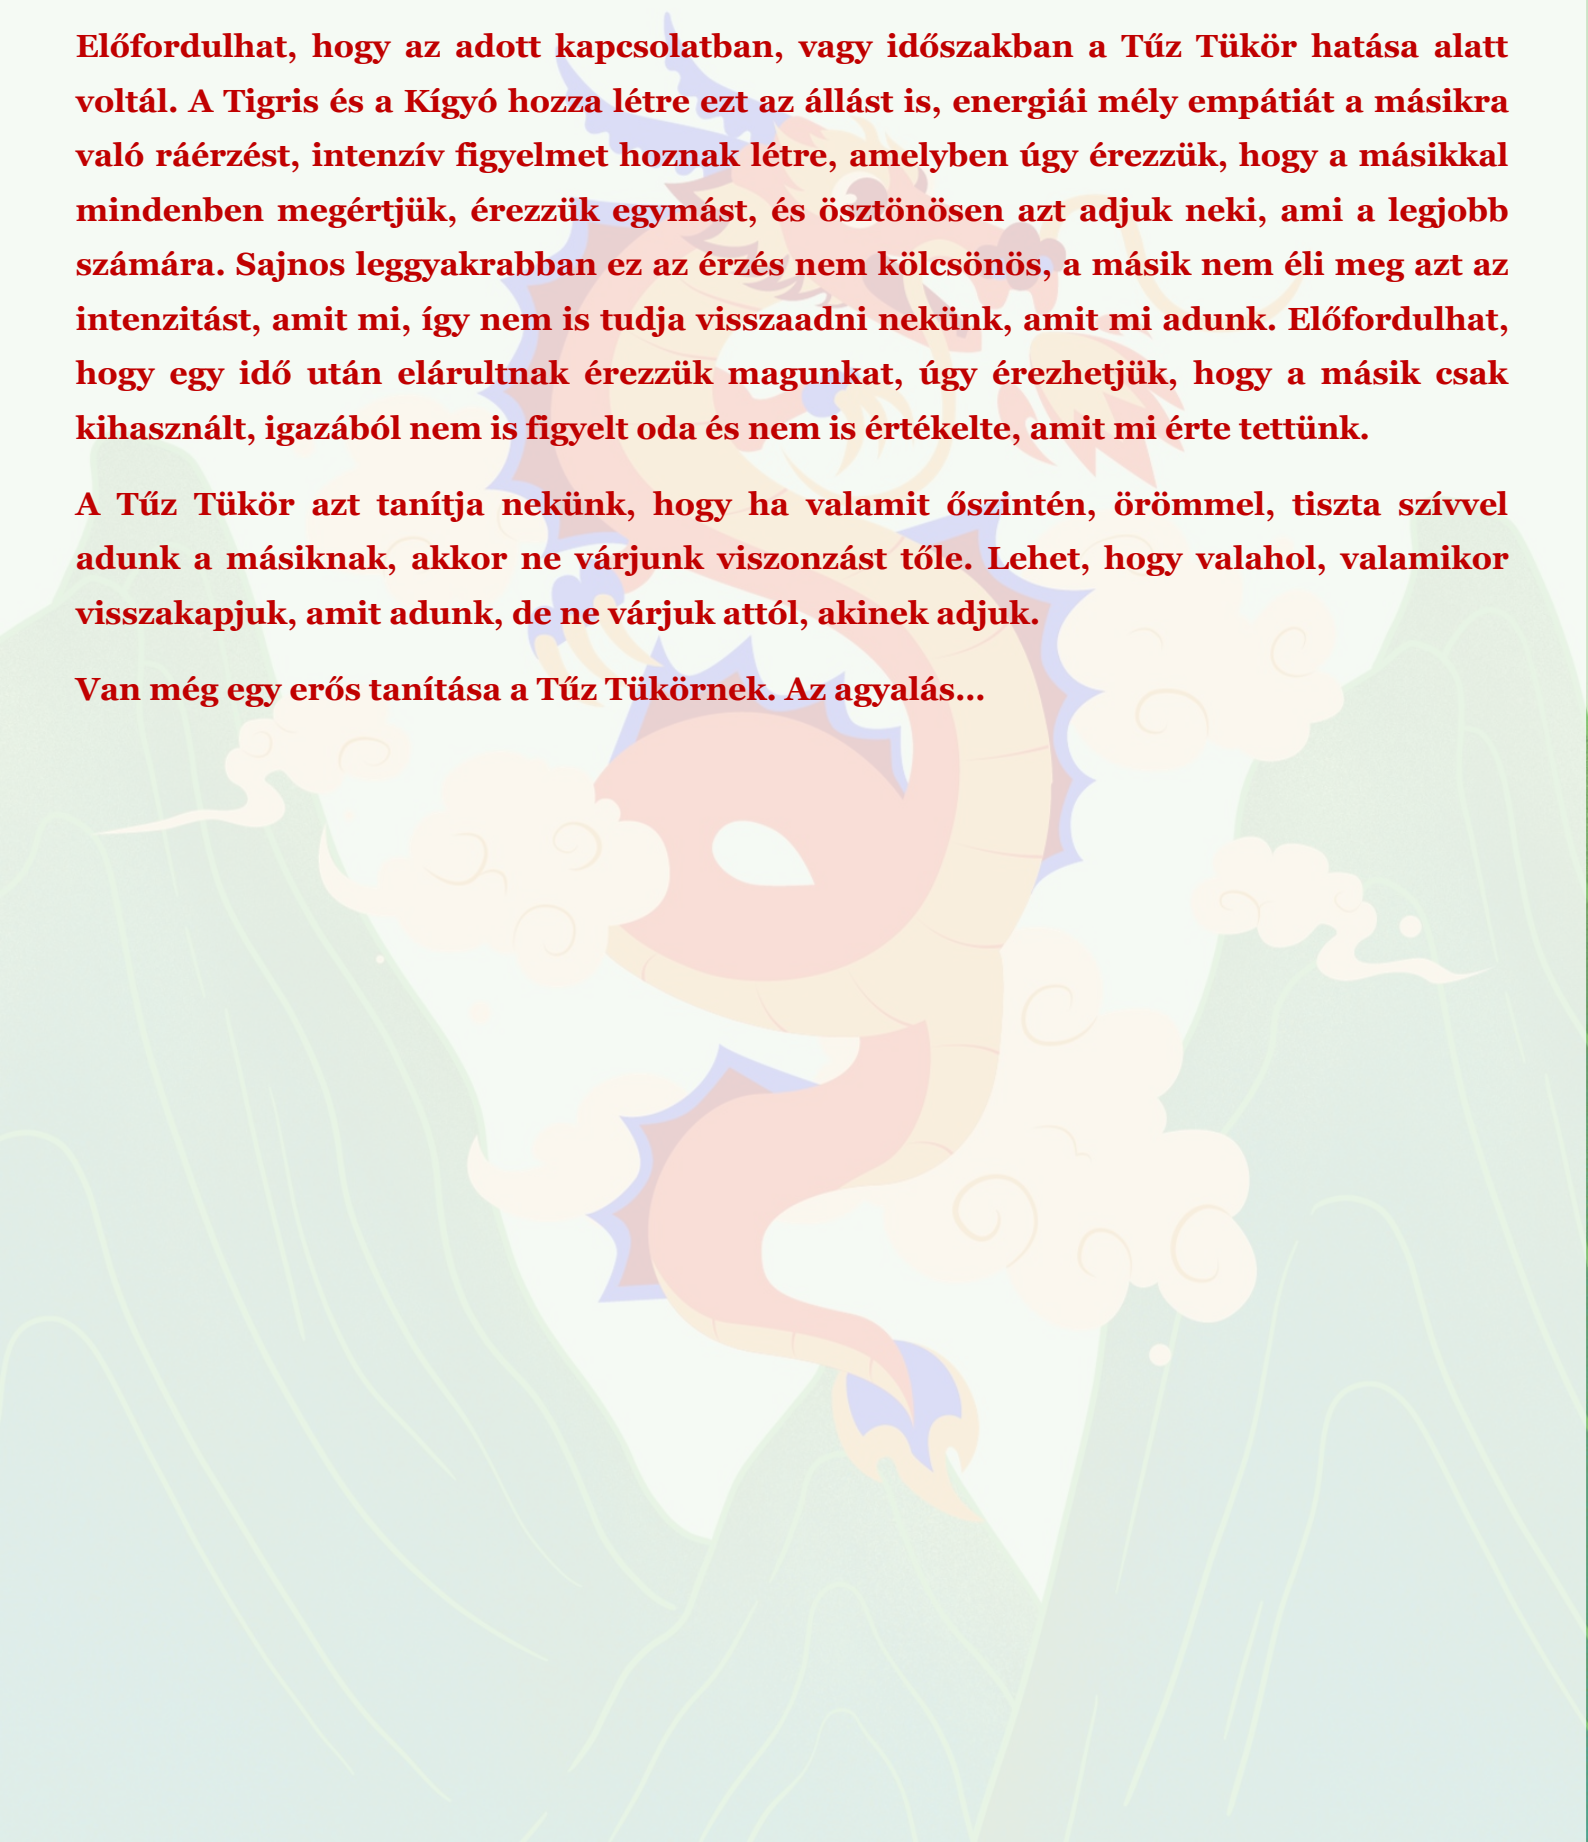 Előfordulhat, hogy az adott kapcsolatban, vagy időszakban a Tűz Tükör hatása alatt
voltál. A Tigris és a Kígyó hozza létre ezt az állást is, energiái mély empátiát a másikra
való ráérzést, intenzív figyelmet hoznak létre, amelyben úgy érezzük, hogy a másikkal
mindenben megértjük, érezzük egymást, és ösztönösen azt adjuk neki, ami a legjobb
számára. Sajnos leggyakrabban ez az érzés nem kölcsönös, a másik nem éli meg azt az
intenzitást, amit mi, így nem is tudja visszaadni nekünk, amit mi adunk. Előfordulhat,
hogy egy idő után elárultnak érezzük magunkat, úgy érezhetjük, hogy a másik csak
kihasznált, igazából nem is figyelt oda és nem is értékelte, amit mi érte tettünk.
A Tűz Tükör azt tanítja nekünk, hogy ha valamit őszintén, örömmel, tiszta szívvel
adunk a másiknak, akkor ne várjunk viszonzást tőle. Lehet, hogy valahol, valamikor
visszakapjuk, amit adunk, de ne várjuk attól, akinek adjuk.
Van még egy erős tanítása a Tűz Tükörnek. Az agyalás...